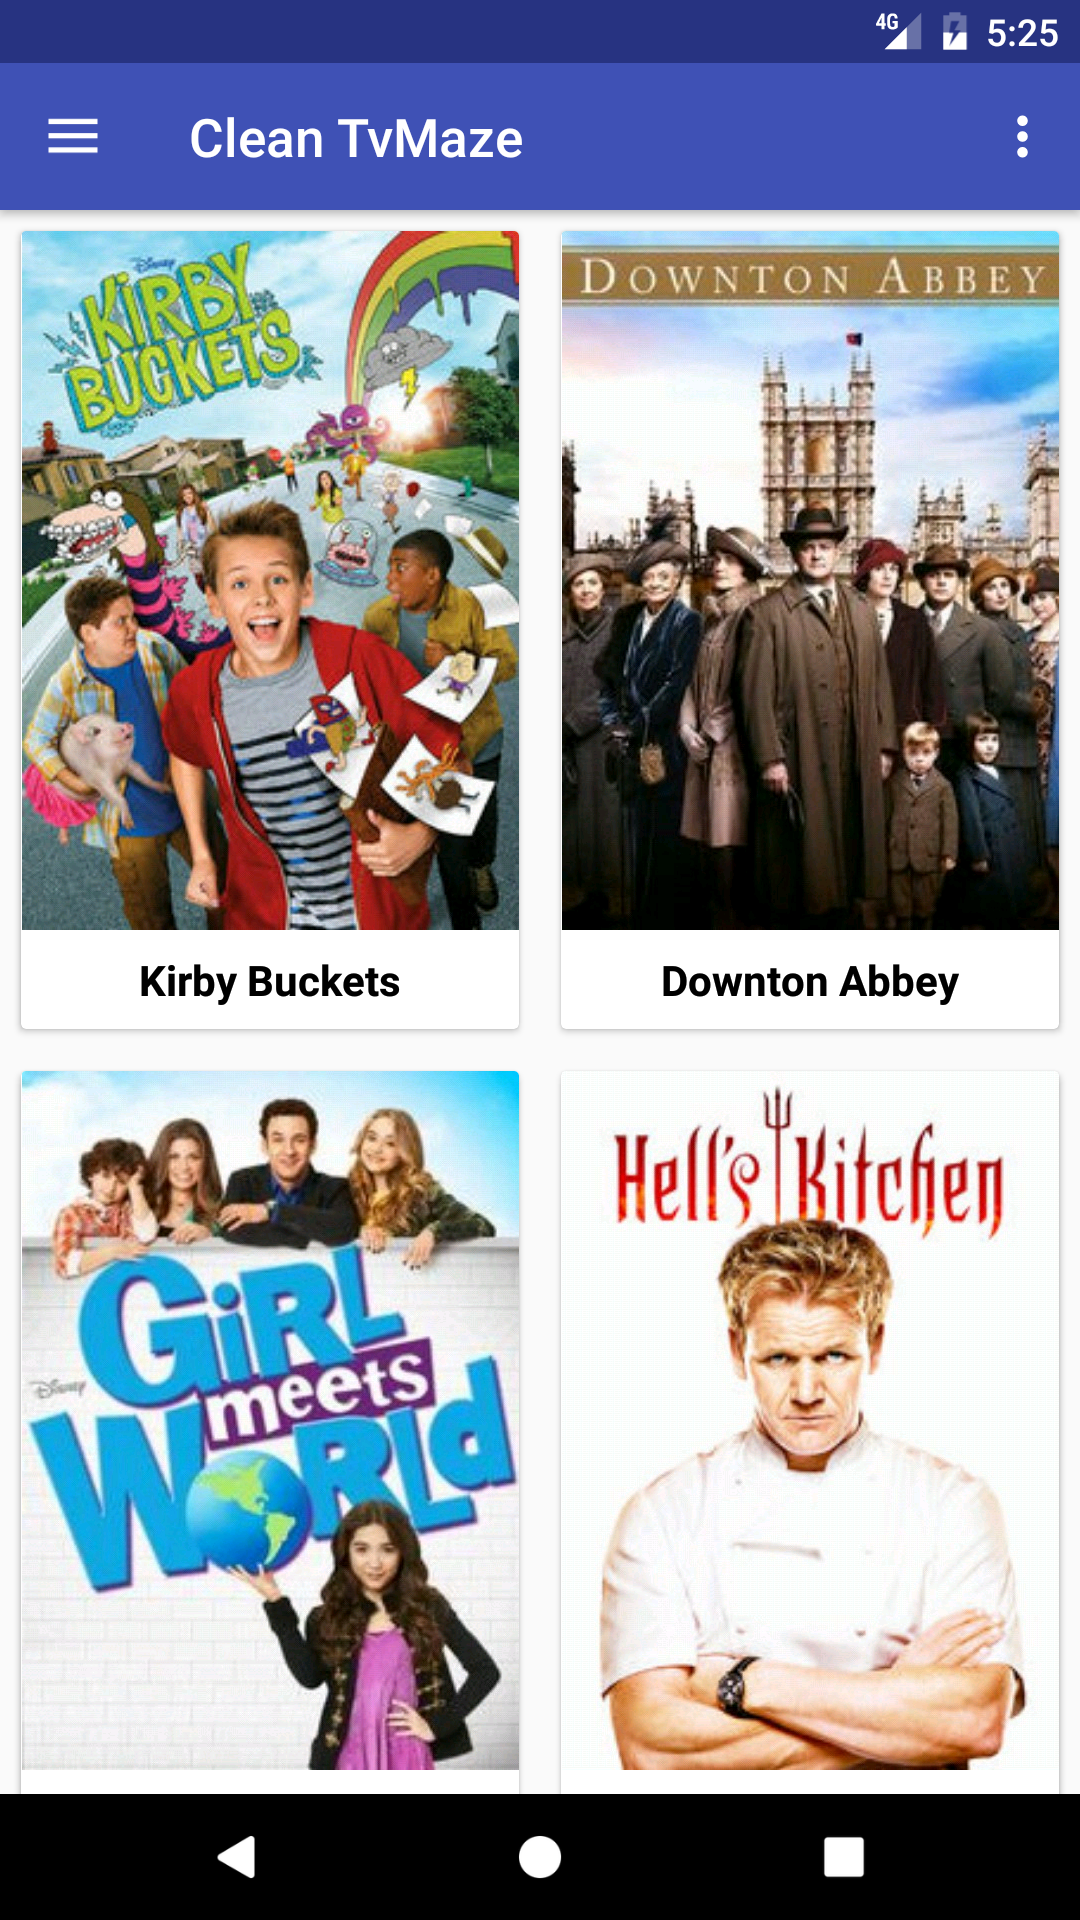 4G 5:25
Clean TvMaze
Disney
KiRBY
BUCKETS
DOWNTON ABBEY
Kirby Buckets
Downton Abbey
GiRL
meets
WORLd
Disney
Hell's Kitchen